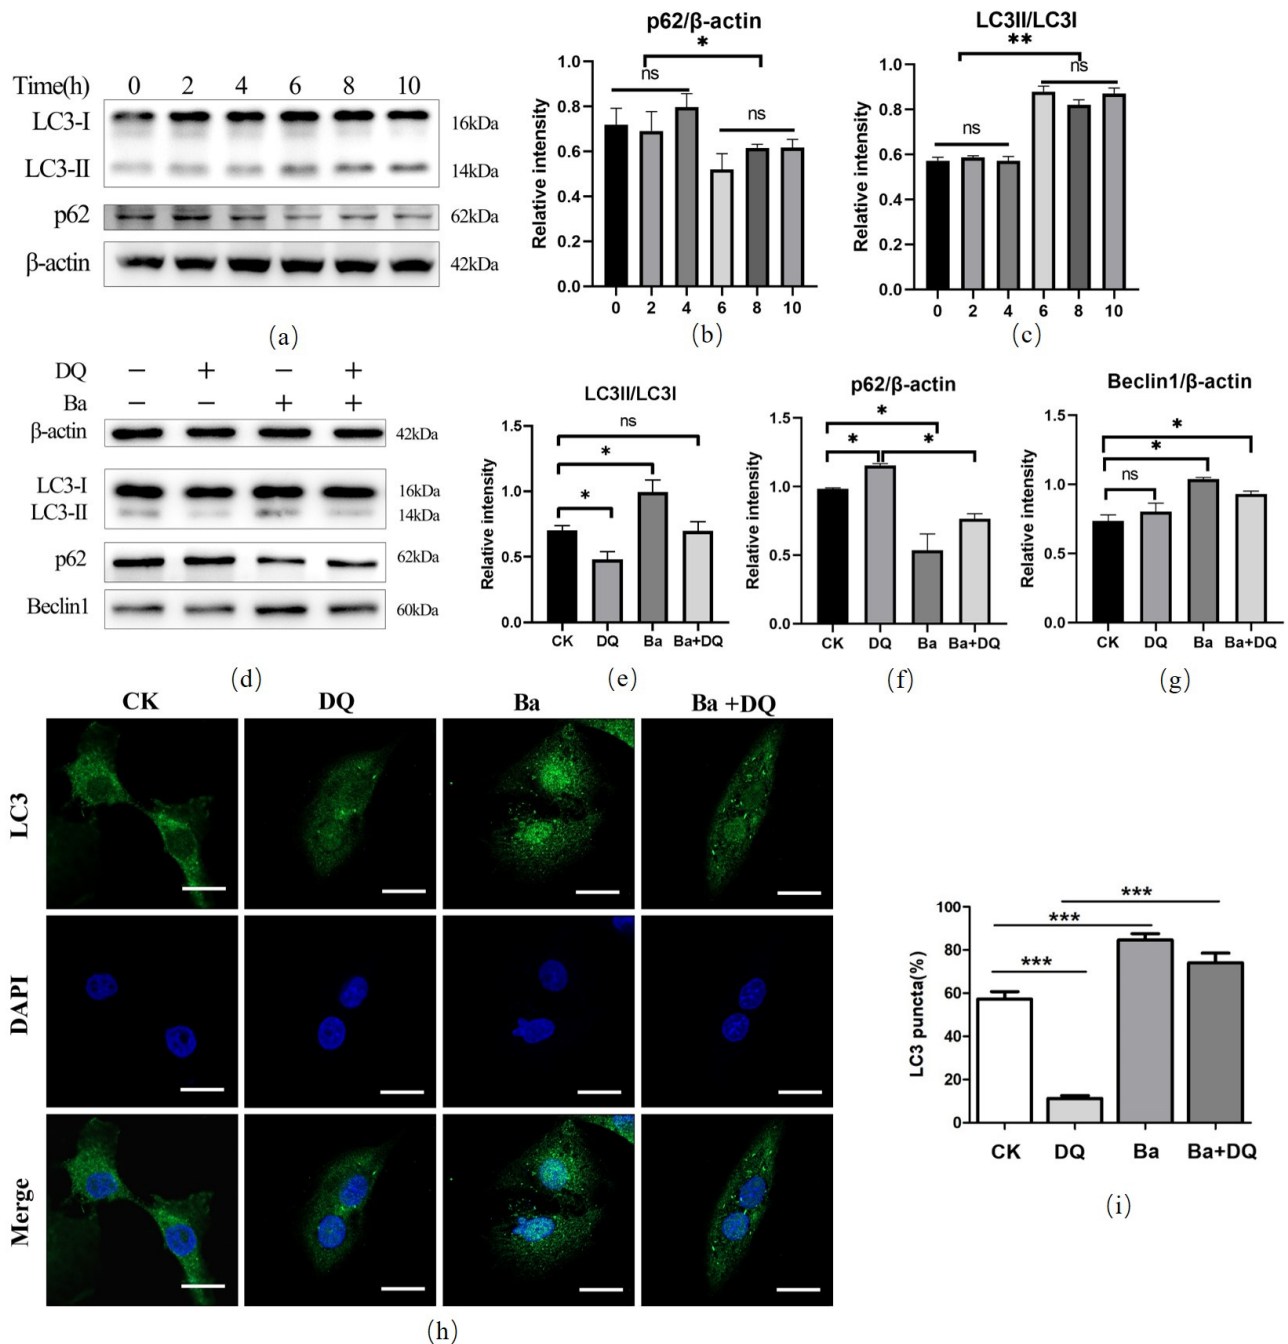 Time(h) 0 2 4 6 8 10
LC3-I 16kDa
LC3-II 14kDa
p62 62kDa
β-actin 42kDa
(a)
p62/β-actin
*
ns
ns
Relative intensity
1.0
0.8
0.6
0.4
0.2
0.0
0 2 4 6 8 10
(b)
LC3II/LC3I
**
ns
ns
Relative intensity
1.0
0.8
0.6
0.4
0.2
0.0
0 2 4 6 8 10
(c)
DQ − + − +
Ba − − + +
β-actin 42kDa
LC3-I 16kDa
LC3-II 14kDa
p62 62kDa
Beclin1 60kDa
(d)
LC3II/LC3I
ns
*
*
Relative intensity
1.5
1.0
0.5
0.0
CK DQ Ba Ba+DQ
(e)
p62/β-actin
*
* *
Relative intensity
1.5
1.0
0.5
0.0
CK DQ Ba Ba+DQ
(f)
Beclin1/β-actin
*
*
ns
Relative intensity
1.5
1.0
0.5
0.0
CK DQ Ba Ba+DQ
(g)
CK DQ Ba Ba +DQ
LC3
DAPI
Merge
(h)
***
***
***
LC3 puncta(%)
100
80
60
40
20
0
CK DQ Ba Ba+DQ
(i)